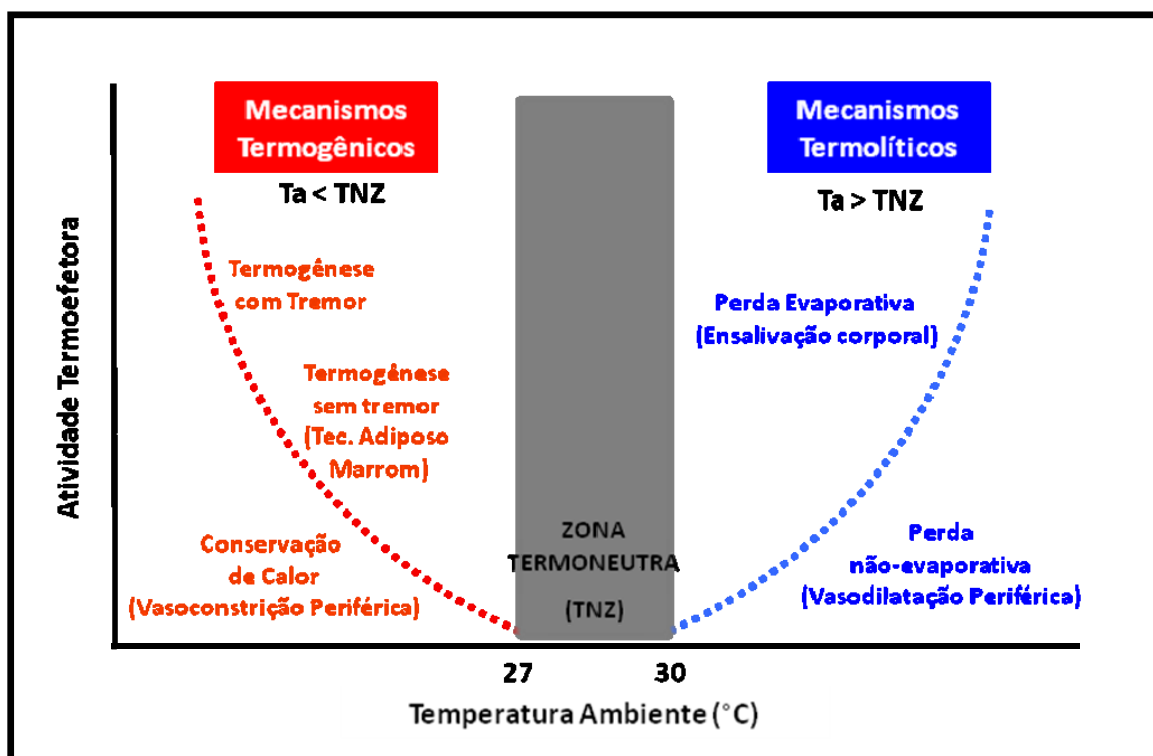 Mecanismos
Termogênicos
Ta < TNZ
Mecanismos
Termolíticos
Ta > TNZ
Atividade Termoefetora
Termogênese
com Tremor
Termogênese
sem tremor
(Tec. Adiposo
Marrom)
Conservação
de Calor
(Vasoconstrição Periférica)
ZONA
TERMONEUTRA
(TNZ)
Perda Evaporativa
(Ensalivação corporal)
Perda
não-evaporativa
(Vasodilatação Periférica)
27
30
Temperatura Ambiente (°C)